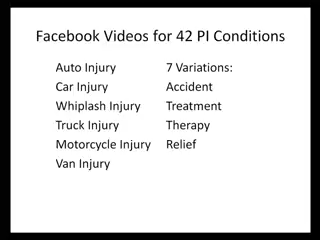 Facebook Videos for 42 PI Conditions
Auto Injury
Car Injury
Whiplash Injury
Truck Injury
Motorcycle Injury
Van Injury
7 Variations:
Accident
Treatment
Therapy
Relief